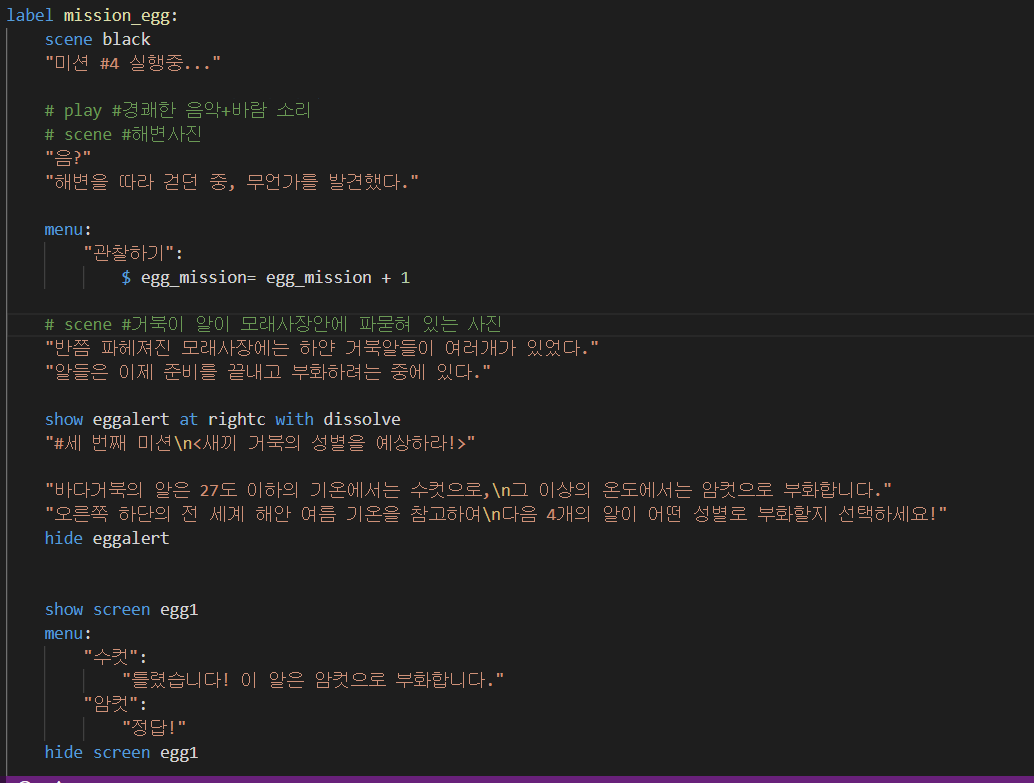 label mission_egg:
scene black
"미션 #4 실행중..."
# play #경쾌한 음악+바람 소리
# scene #해변사진
"음?"
"해변을 따라 걷던 중, 무언가를 발견했다."
menu:
"관찰하기":
$ egg_mission= egg_mission + 1
# scene #거북이 알이 모래사장안에 파묻혀 있는 사진
"반쯤 파헤져진 모래사장에는 하얀 거북알들이 여러개가 있었다."
"알들은 이제 준비를 끝내고 부화하려는 중에 있다."
show eggalert at rightc with dissolve
"#세 번째 미션\n<새끼 거북의 성별을 예상하라!>"
"바다거북의 알은 27도 이하의 기온에서는 수컷으로,\n그 이상의 온도에서는 암컷으로 부화합니다."
"오른쪽 하단의 전 세계 해안 여름 기온을 참고하여\n다음 4개의 알이 어떤 성별로 부화할지 선택하세요!"
hide eggalert
show screen egg1
menu:
"수컷":
"틀렸습니다! 이 알은 암컷으로 부화합니다."
"암컷":
"정답!"
hide screen egg1